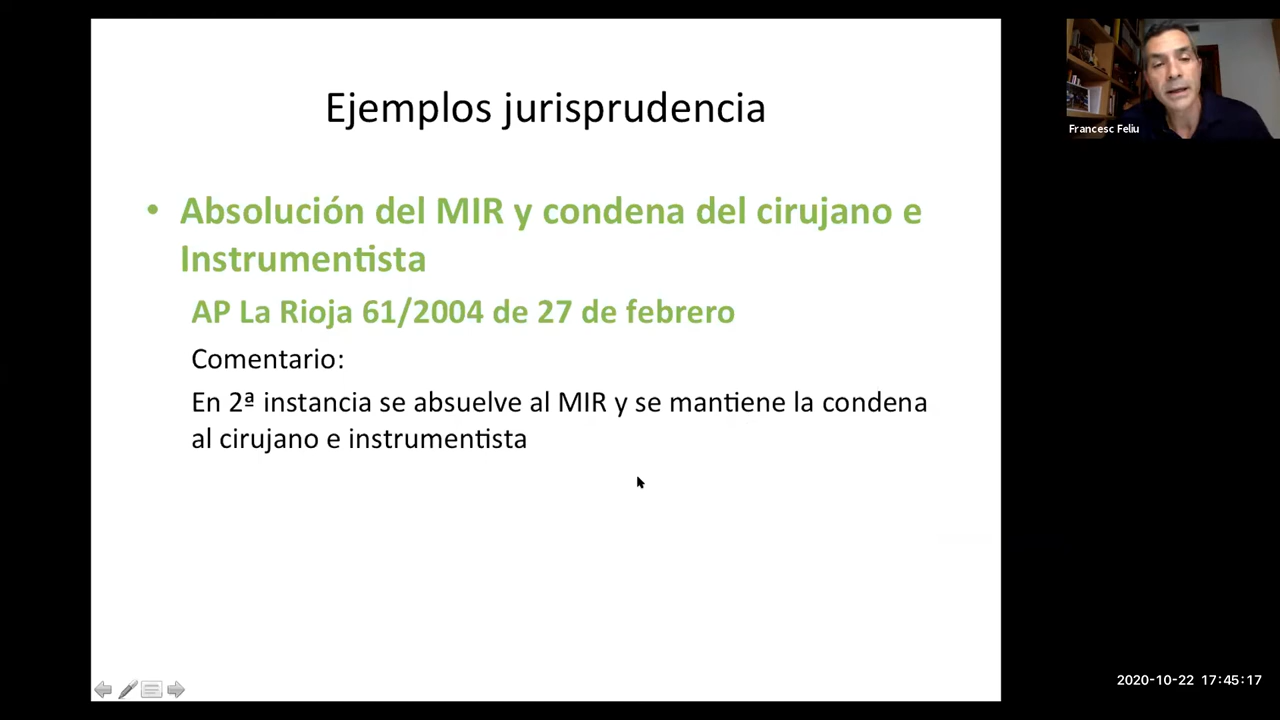 Ejemplos jurisprudencia
• Absolución del MIR y condena del cirujano e
Instrumentista
AP La Rioja 61/2004 de 27 de febrero
Comentario:
En 2ª instancia se absuelve al MIR y se mantiene la condena
al cirujano e instrumentista
Francesc Feliu
2020-10-22 17:45:17